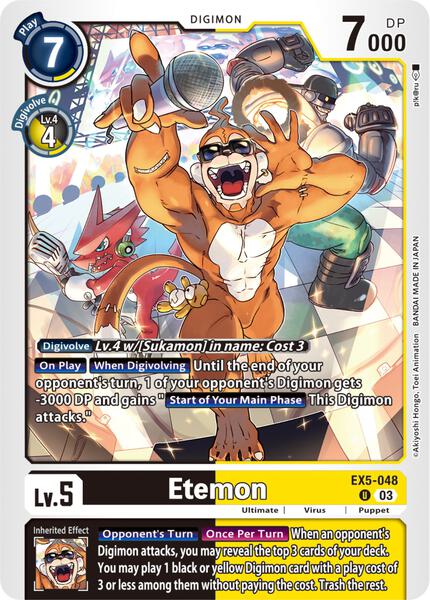 DIGIMON
Play
7
7000 DP
Digivolve
Lv.4
4
p!k@ru
©Akiyoshi Hongo, Toei Animation BANDAI MADE IN JAPAN
Digivolve Lv.4 w/[Sukamon] in name: Cost 3
On Play When Digivolving Until the end of your
opponent's turn, 1 of your opponent's Digimon gets
-3000 DP and gains " Start of Your Main Phase This Digimon
attacks."
Lv.5
Etemon
EX5-048
U 03
Ultimate | Virus | Puppet
Inherited Effect
Opponent's Turn Once Per Turn When an opponent's
Digimon attacks, you may reveal the top 3 cards of your deck.
You may play 1 black or yellow Digimon card with a play cost of
3 or less among them without paying the cost. Trash the rest.